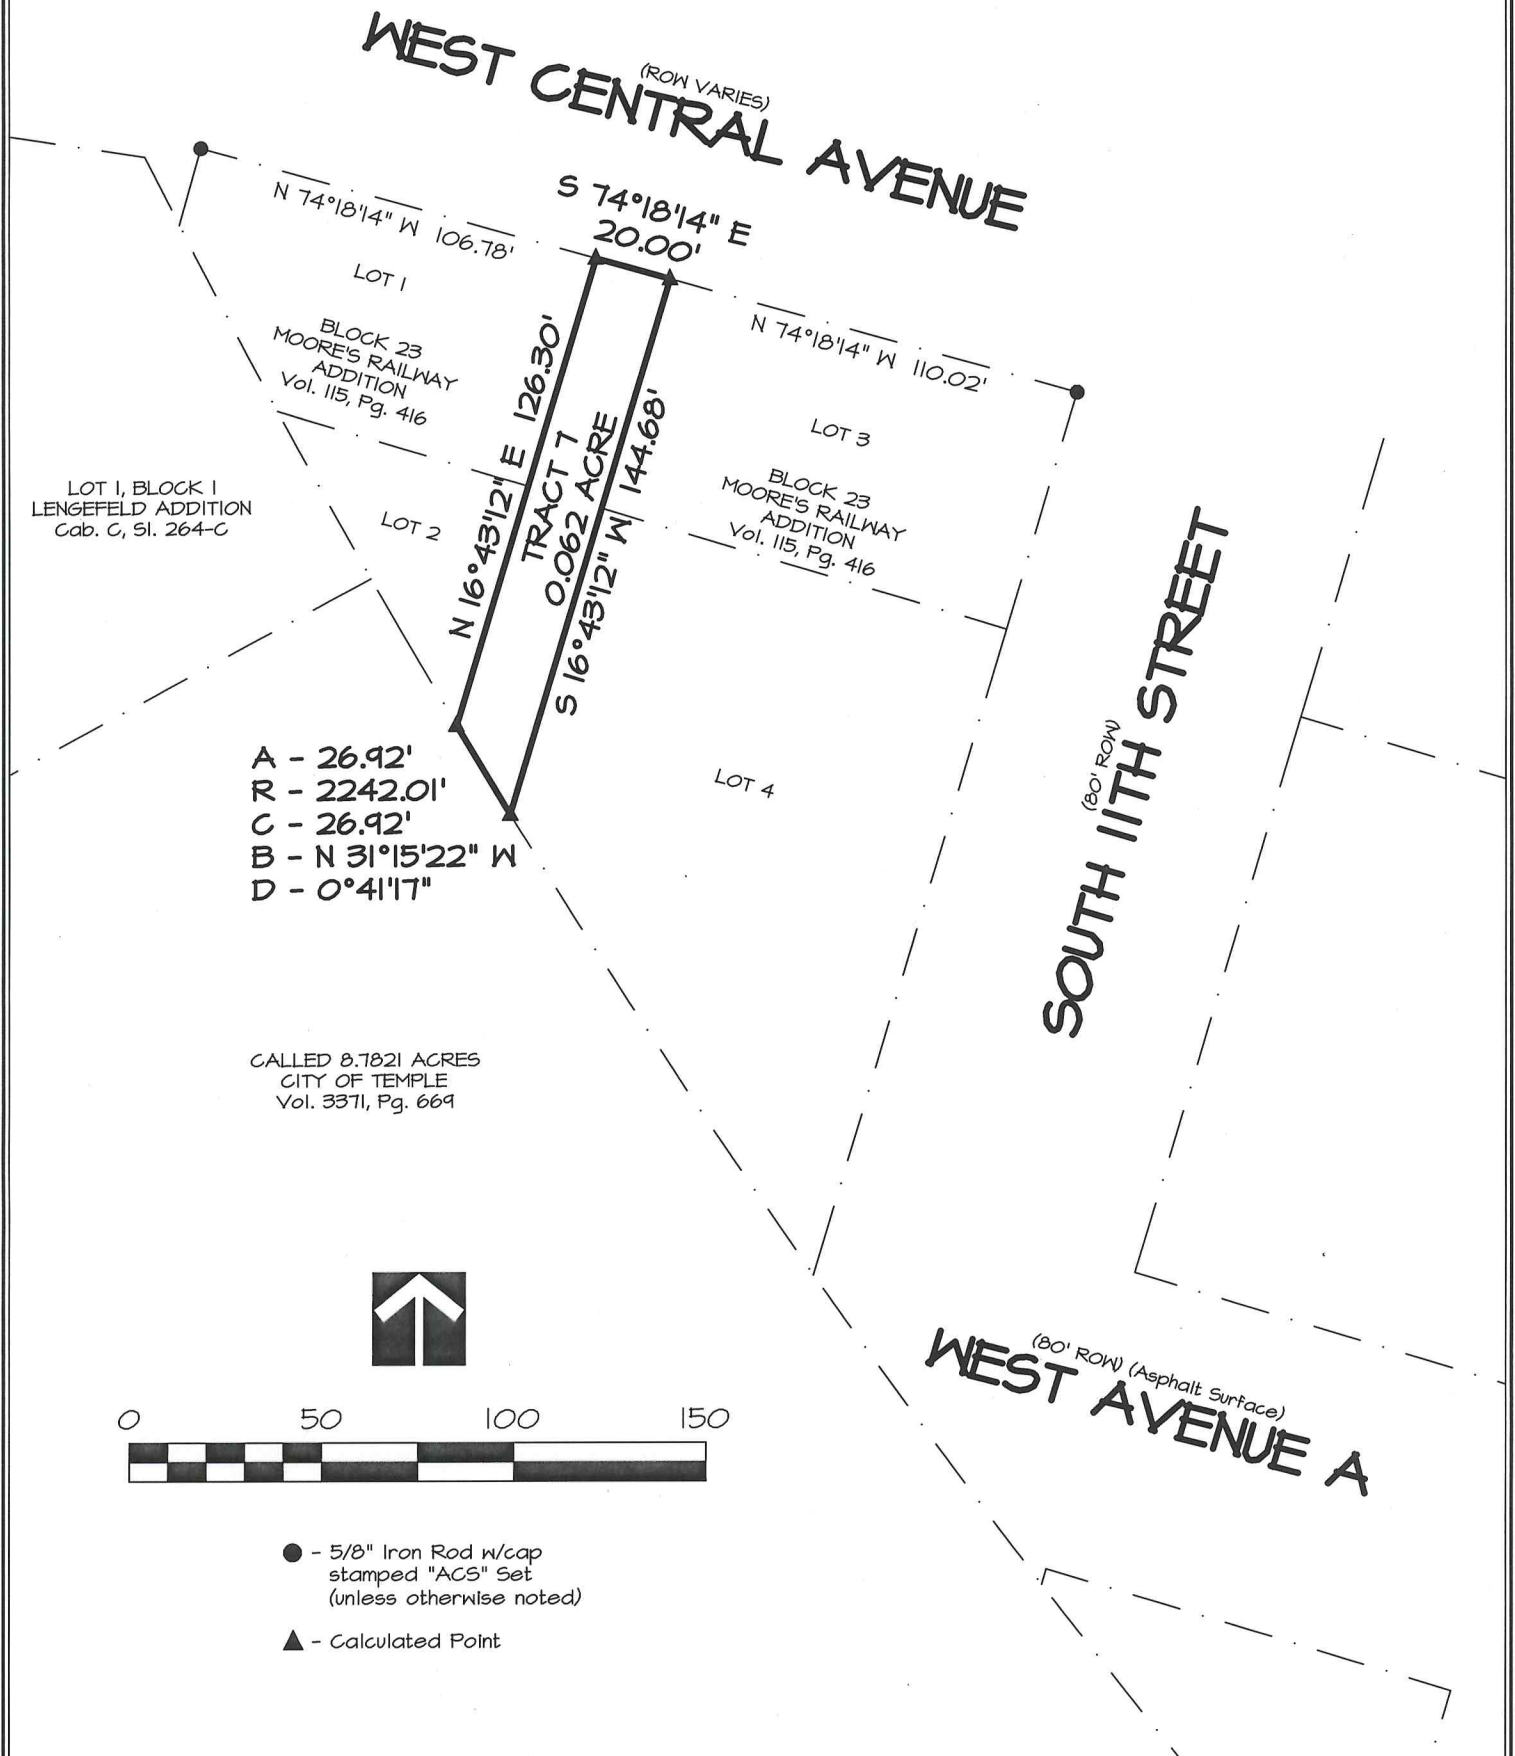 WEST CENTRAL AVENUE
(ROW VARIES)
N 74°18'14" W 106.78'
S 74°18'14" E
20.00'
N 74°18'14" W 110.02'
LOT 1
BLOCK 23
MOORE'S RAILWAY
ADDITION
Vol. 115, Pg. 416
N 16°43'12" E 126.30'
TRACT 7
0.062 ACRE
S 16°43'12" W 144.68'
LOT 3
BLOCK 23
MOORE'S RAILWAY
ADDITION
Vol. 115, Pg. 416
LOT 1, BLOCK 1
LENGEFELD ADDITION
Cab. C, Sl. 264-C
LOT 2
LOT 4
SOUTH 11TH STREET
(80' ROW)
A - 26.92'
R - 2242.01'
C - 26.92'
B - N 31°15'22" W
D - 0°41'17"
CALLED 8.7821 ACRES
CITY OF TEMPLE
Vol. 3371, Pg. 669
(80' ROW) (Asphalt Surface)
WEST AVENUE A
0 50 100 150
- 5/8" Iron Rod w/cap
stamped "ACS" Set
(unless otherwise noted)
- Calculated Point